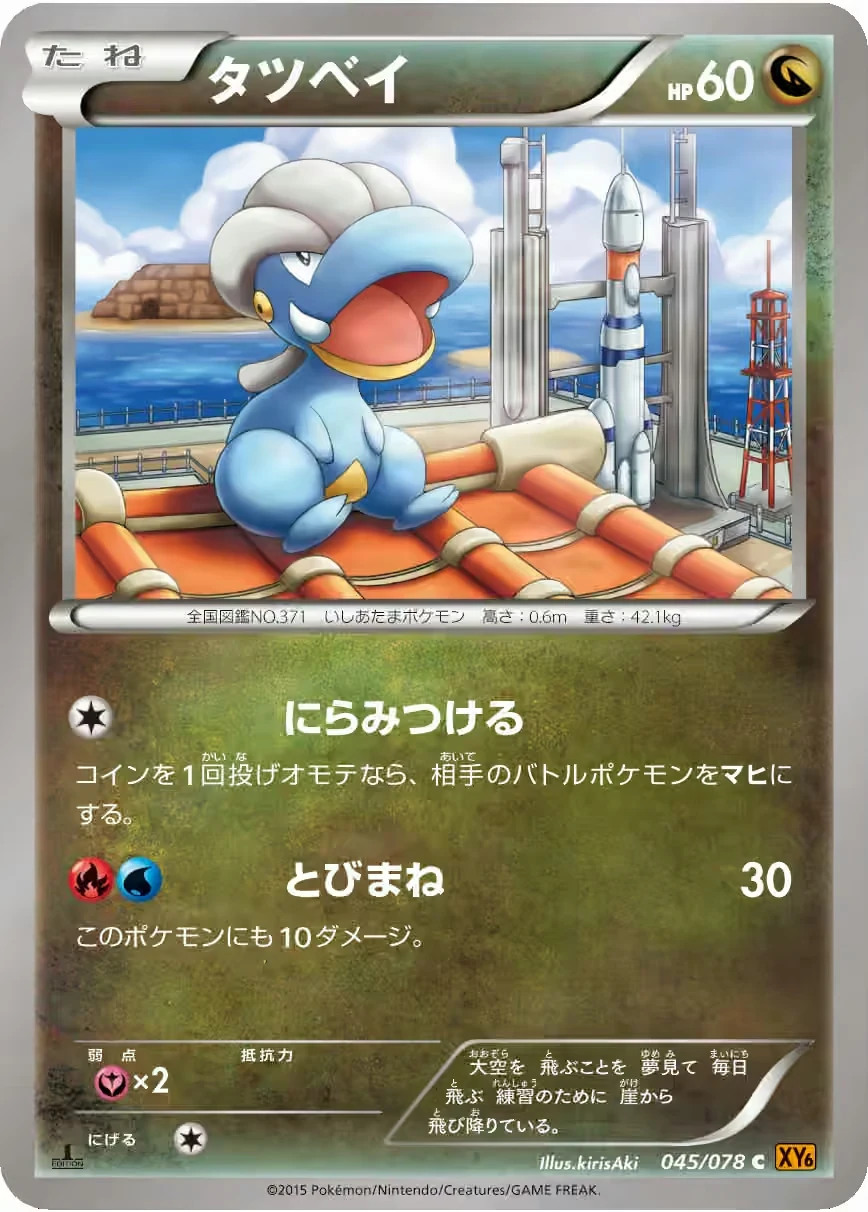 たね タツベイ HP60
全国図鑑NO.371 いしあたまポケモン 高さ:0.6m 重さ:42.1kg
にらみつける
コインを1回投げオモテなら、相手のバトルポケモンをマヒに
する。
とびまね 30
このポケモンにも10ダメージ。
弱点 抵抗力
×2
にげる
大空を 飛ぶことを 夢見て 毎日
飛ぶ 練習のために 崖から
飛び降りている。
1 EDITION
Illus.kirisAki 045/078 C XY6
©2015 Pokémon/Nintendo/Creatures/GAME FREAK.